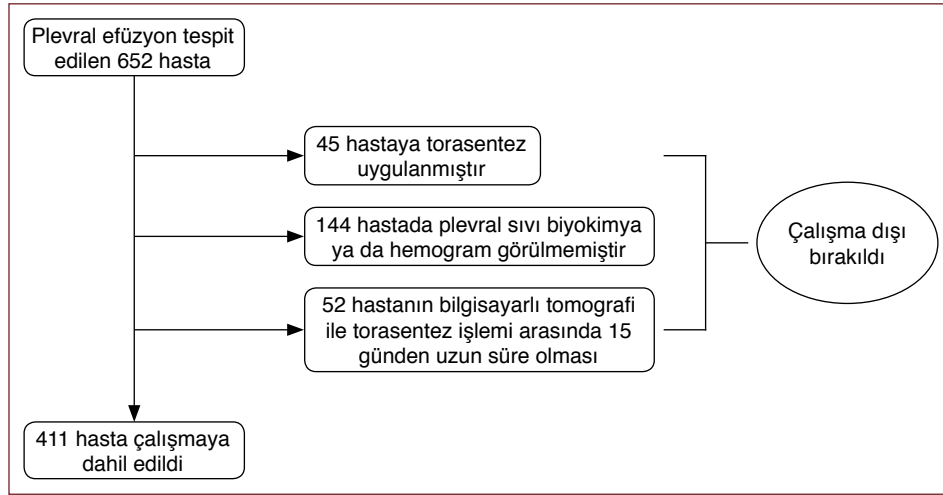 Plevral efüzyon tespit
edilen 652 hasta
45 hastaya torasentez
uygulanmıştır
144 hastada plevral sıvı biyokimya
ya da hemogram görülmemiştir
52 hastanın bilgisayarlı tomografi
ile torasentez işlemi arasında 15
günden uzun süre olması
Çalışma dışı
bırakıldı
411 hasta çalışmaya
dahil edildi